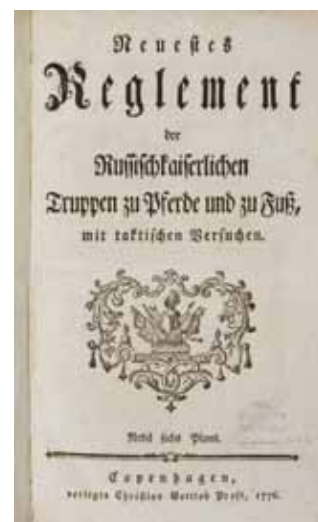 Neuestes
Reglement
der
Russischkaiserlichen
Truppen zu Pferde und zu Fuß,
mit taktischen Versuchen.
Nebst sechs Planen.
Copenhagen,
verlegts Christian Gottlob Proft, 1776.